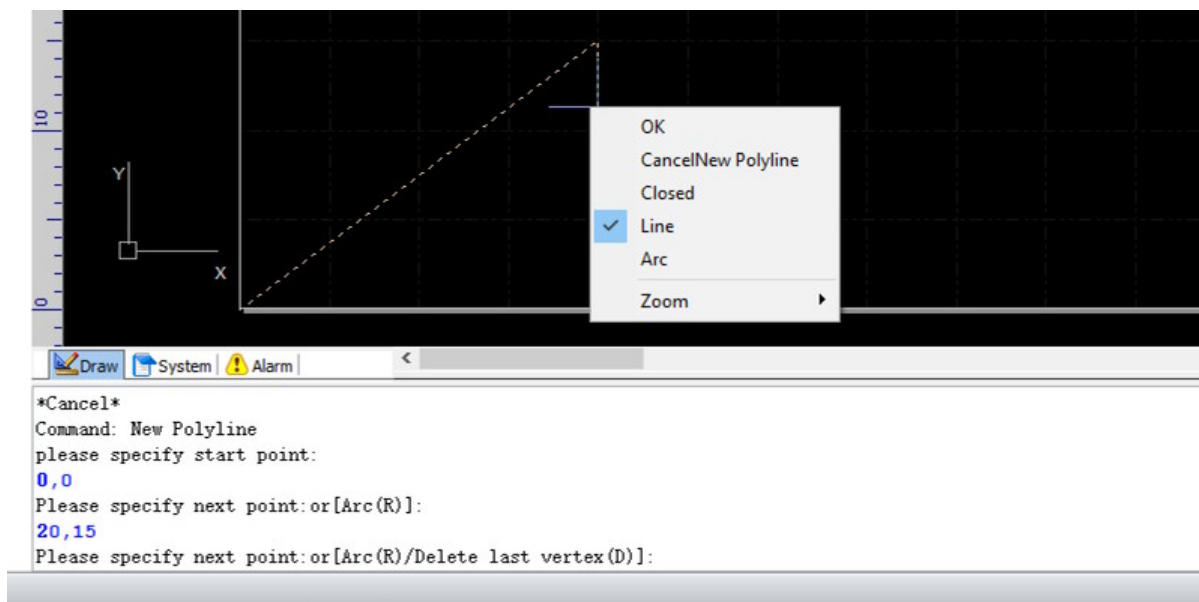 10
Y
X
0
OK
CancelNew Polyline
Closed
Line
Arc
Zoom
Draw System Alarm
*Cancel*
Command: New Polyline
please specify start point:
0,0
Please specify next point:or[Arc(R)]:
20,15
Please specify next point:or[Arc(R)/Delete last vertex(D)]: